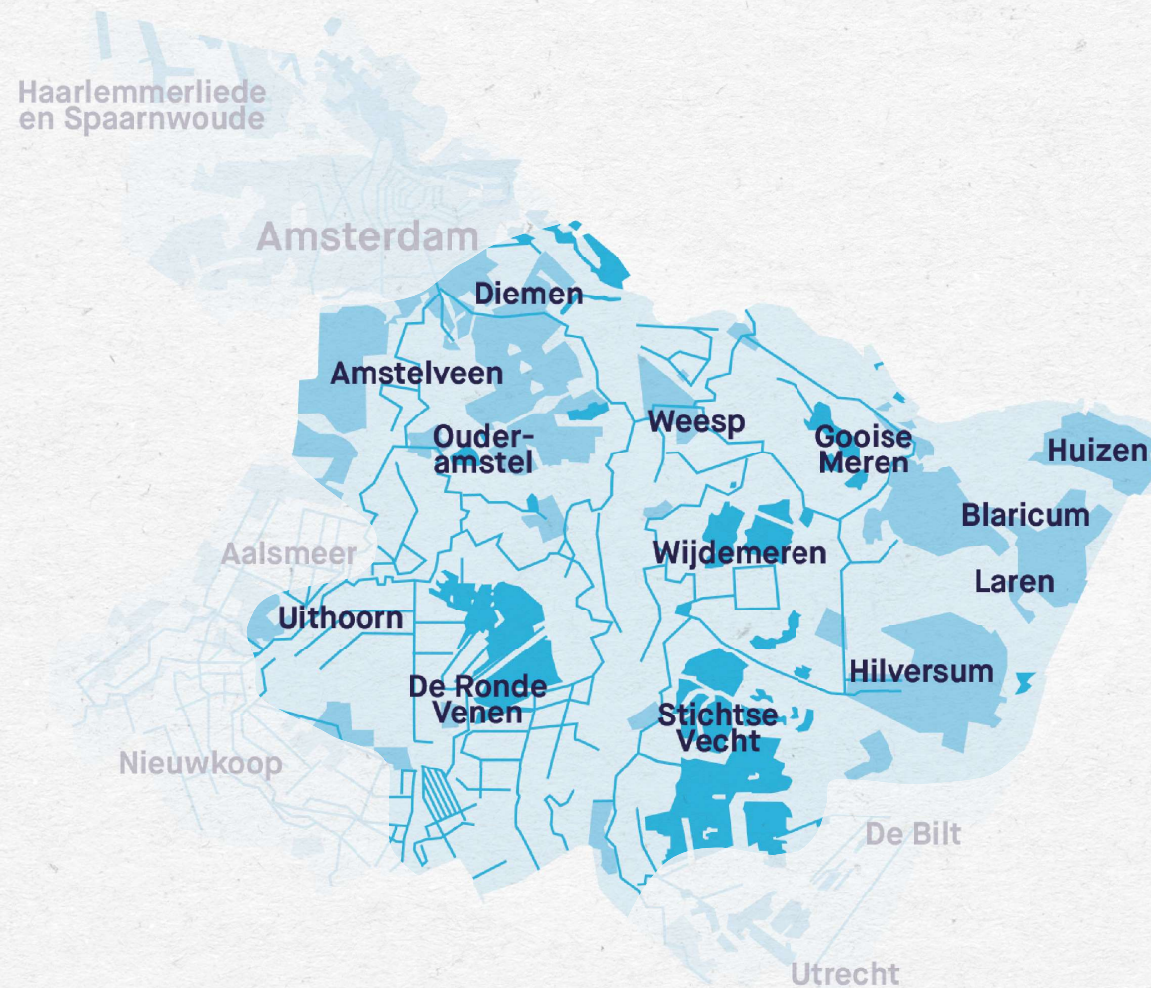 Haarlemmerliede
en Spaarnwoude
Amsterdam
Diemen
Amstelveen
Weesp
Ouder-
amstel
Gooise
Meren
Huizen
Blaricum
Aalsmeer
Wijdemeren
Laren
Uithoorn
Hilversum
De Ronde
Venen
Stichtse
Vecht
Nieuwkoop
De Bilt
Utrecht